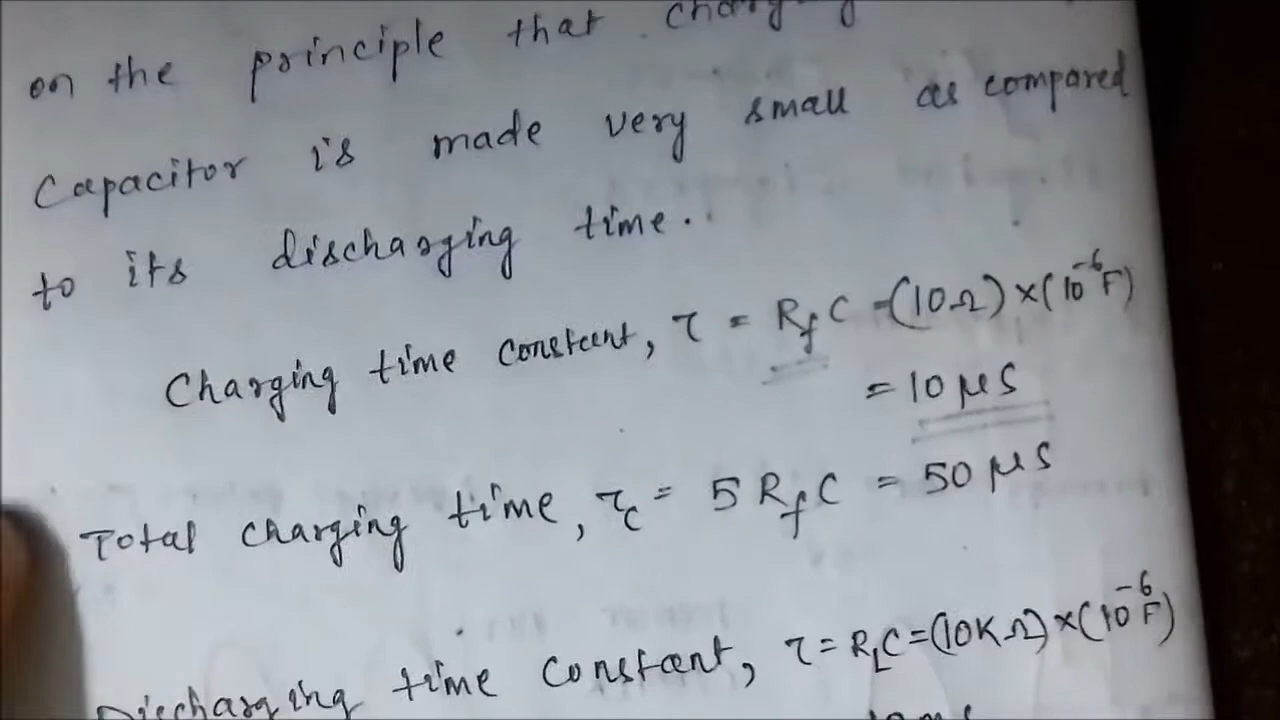 on the principle that charging
Capacitor is made very small as compared
to its discharging time.
Charging time constant, τ = R_f C = (10Ω) × (10⁻⁶F)
= 10 μs
Total charging time, τ_c = 5 R_f C = 50 μs
Discharging time constant, τ = R_L C = (10KΩ) × (10⁻⁶F)